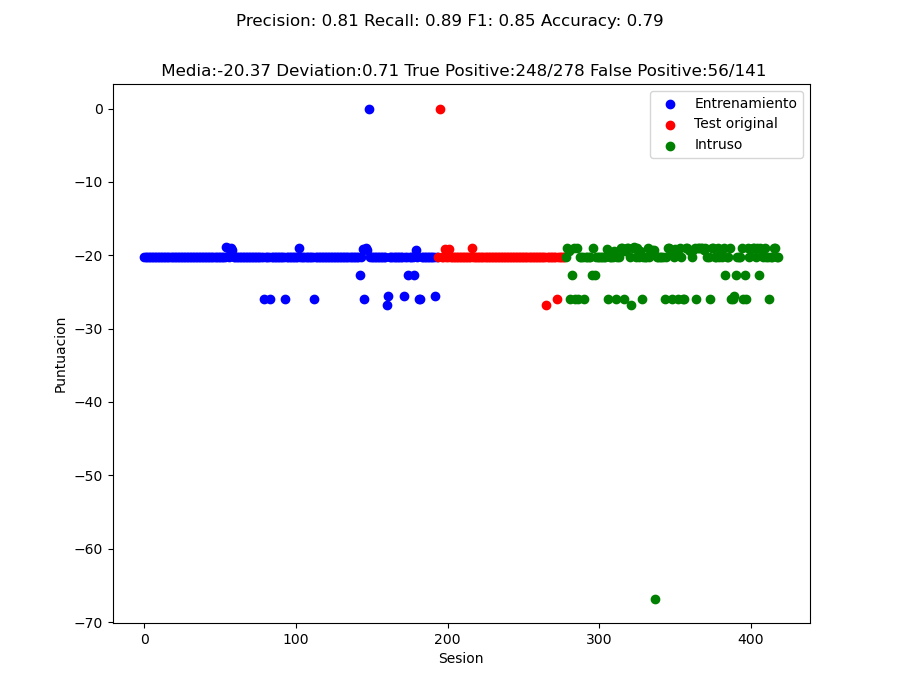 Precision: 0.81 Recall: 0.89 F1: 0.85 Accuracy: 0.79
Media:-20.37 Deviation:0.71 True Positive:248/278 False Positive:56/141
Entrenamiento
Test original
Intruso
0
−10
−20
−30
−40
−50
−60
−70
Puntuacion
0
100
200
300
400
Sesion